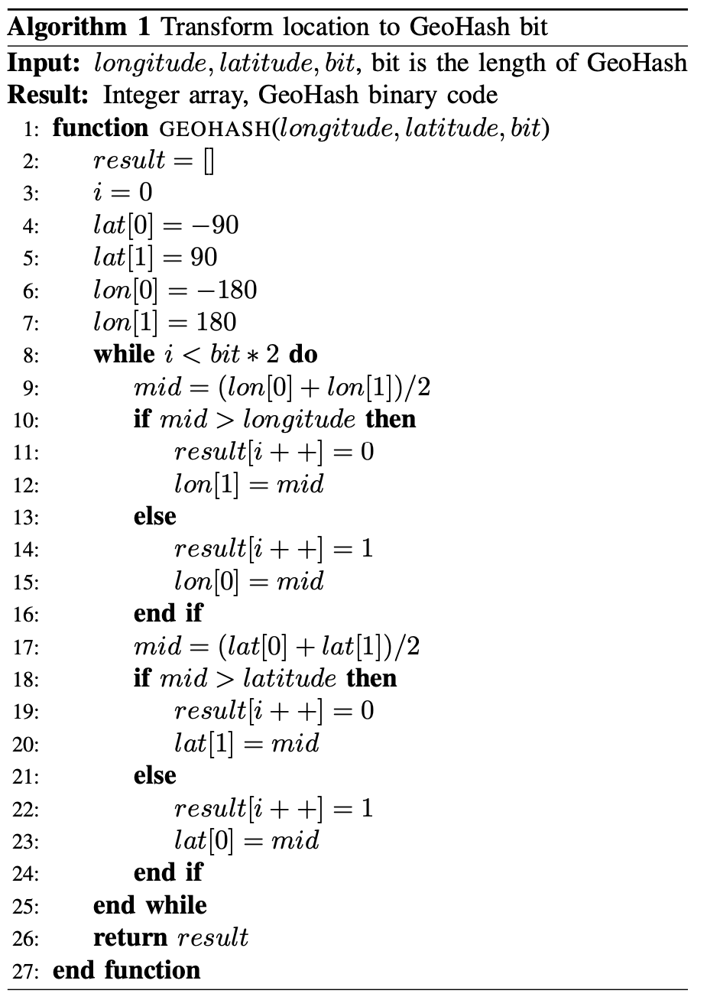 Algorithm 1 Transform location to GeoHash bit
Input: longitude, latitude, bit, bit is the length of GeoHash
Result: Integer array, GeoHash binary code
1: function GEOHASH(longitude, latitude, bit)
2: result = []
3: i = 0
4: lat[0] = −90
5: lat[1] = 90
6: lon[0] = −180
7: lon[1] = 180
8: while i < bit ∗ 2 do
9: mid = (lon[0] + lon[1])/2
10: if mid > longitude then
11: result[i + +] = 0
12: lon[1] = mid
13: else
14: result[i + +] = 1
15: lon[0] = mid
16: end if
17: mid = (lat[0] + lat[1])/2
18: if mid > latitude then
19: result[i + +] = 0
20: lat[1] = mid
21: else
22: result[i + +] = 1
23: lat[0] = mid
24: end if
25: end while
26: return result
27: end function